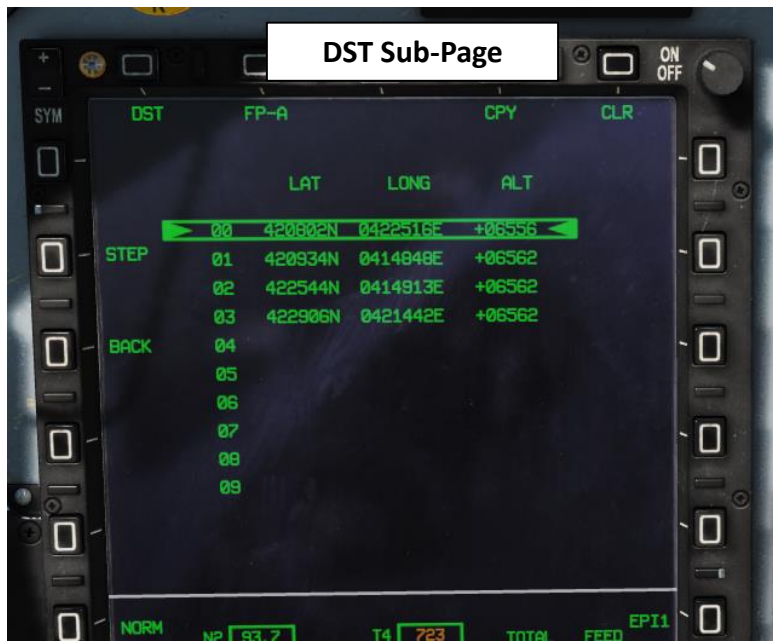 DST Sub-Page
ON
OFF
+
-
SYM
DST FP-A CPY CLR
LAT LONG ALT
00 420802N 0422516E +06556
STEP
01 420934N 0414848E +06562
02 422544N 0414913E +06562
03 422906N 0421442E +06562
BACK
04
05
06
07
08
09
NORM N2 93.7 T4 723 TOTAL FEED EPI1